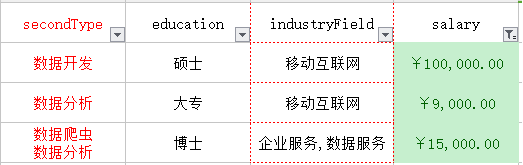 secondType education industryField salary
数据开发 硕士 移动互联网 ￥100,000.00
数据分析 大专 移动互联网 ￥9,000.00
数据爬虫
数据分析 博士 企业服务,数据服务 ￥15,000.00